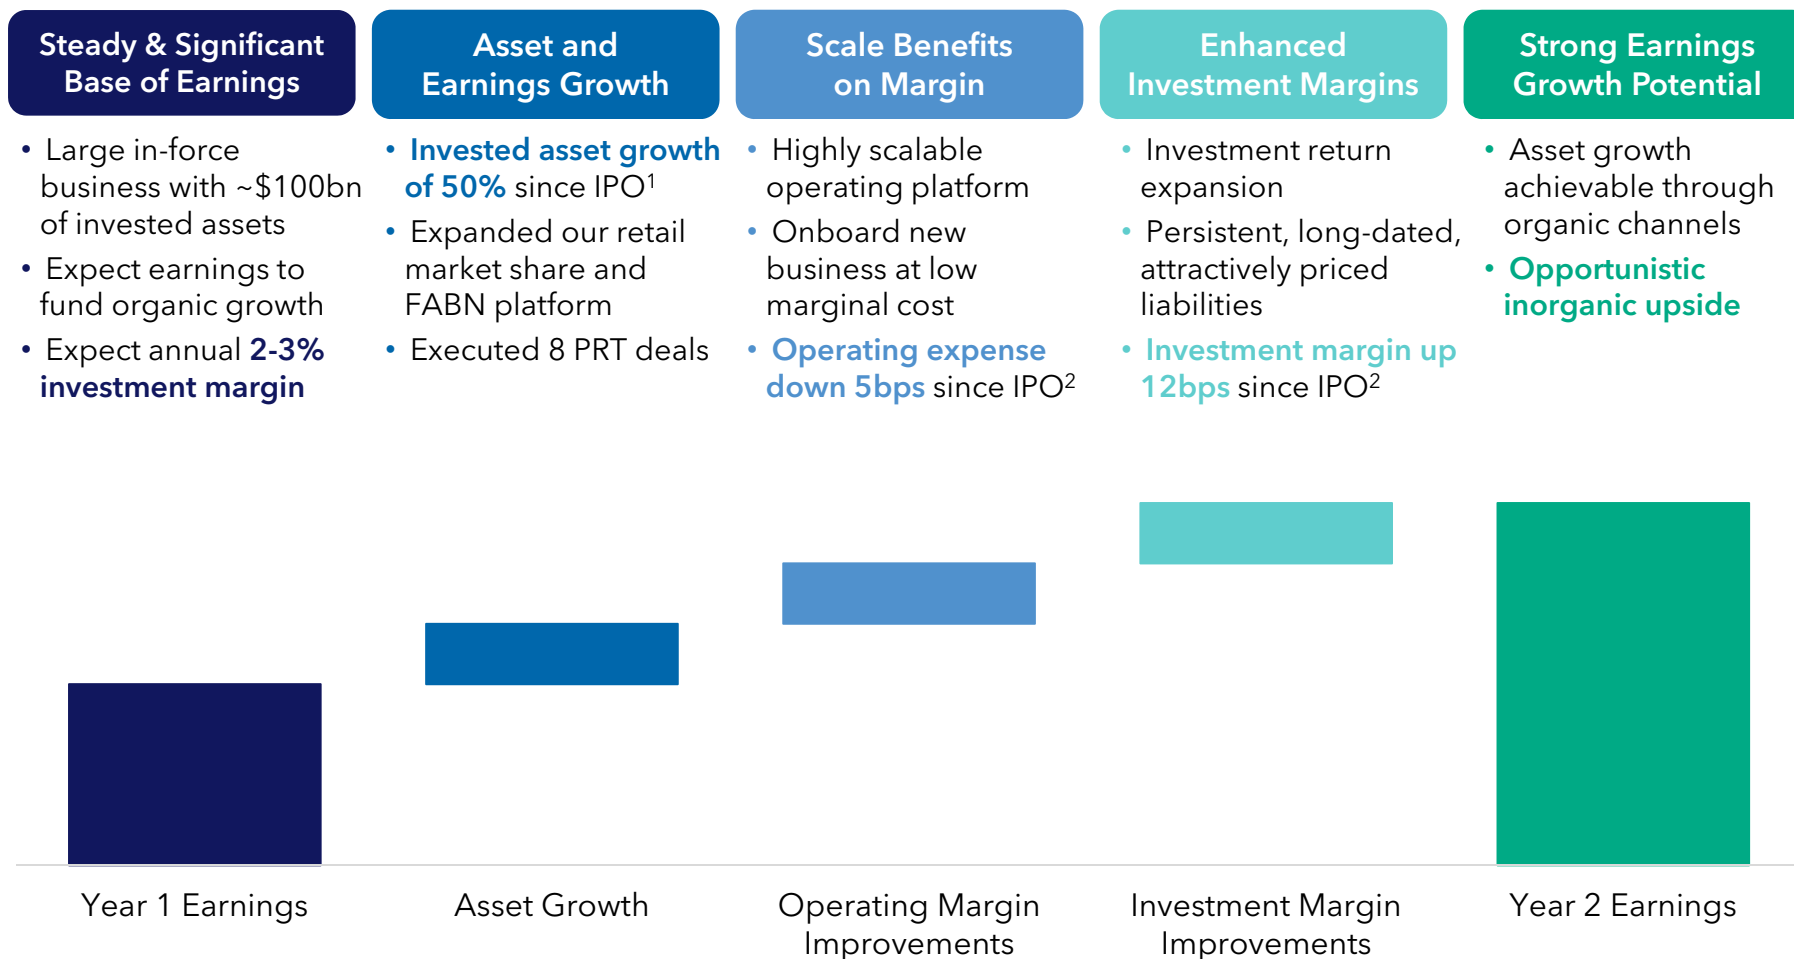 Steady & Significant
Base of Earnings
• Large in-force
business with ~$100bn
of invested assets
• Expect earnings to
fund organic growth
• Expect annual 2-3%
investment margin
Asset and
Earnings Growth
• Invested asset growth
of 50% since IPO¹
• Expanded our retail
market share and
FABN platform
• Executed 8 PRT deals
Scale Benefits
on Margin
• Highly scalable
operating platform
• Onboard new
business at low
marginal cost
• Operating expense
down 5bps since IPO²
Enhanced
Investment Margins
• Investment return
expansion
• Persistent, long-dated,
attractively priced
liabilities
• Investment margin up
12bps since IPO²
Strong Earnings
Growth Potential
• Asset growth
achievable through
organic channels
• Opportunistic
inorganic upside
Year 1 Earnings
Asset Growth
Operating Margin
Improvements
Investment Margin
Improvements
Year 2 Earnings